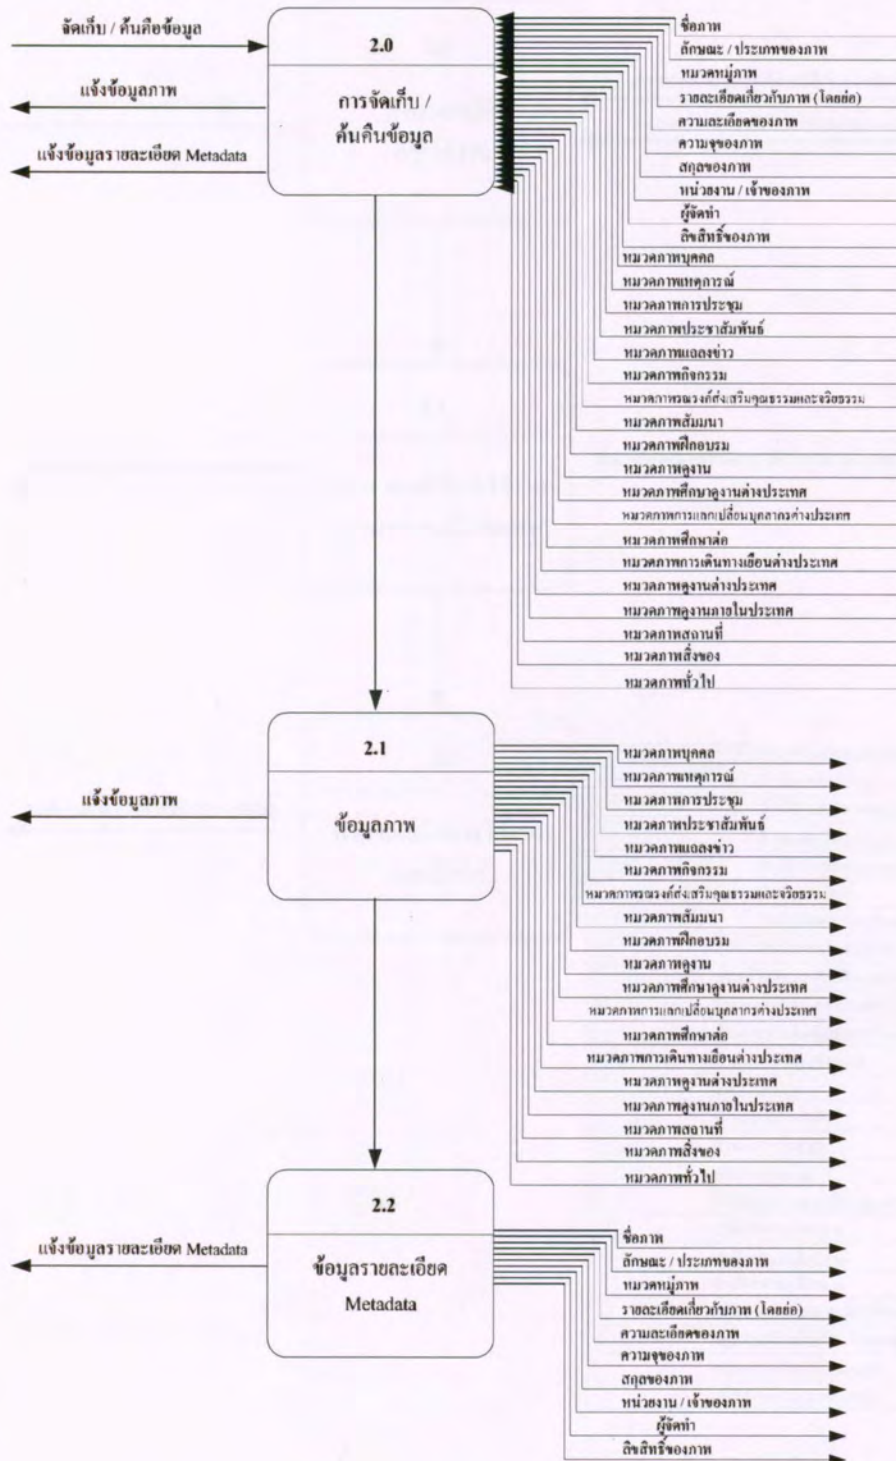 จัดเก็บ / ค้นคือข้อมูล
แจ้งข้อมูลภาพ
แจ้งข้อมูลรายละเอียด Metadata
2.0
การจัดเก็บ /
ค้นคืนข้อมูล
ชื่อภาพ
ลักษณะ / ประเภทของภาพ
หมวดหมู่ภาพ
รายละเอียดเกี่ยวกับภาพ (โดยย่อ)
ความละเอียดของภาพ
ความจุของภาพ
สกุลของภาพ
หน่วยงาน / เจ้าของภาพ
ผู้จัดทำ
ลิขสิทธิ์ของภาพ
หมวดภาพบุคคล
หมวดภาพเหตุการณ์
หมวดภาพการประชุม
หมวดภาพประชาสัมพันธ์
หมวดภาพแถลงข่าว
หมวดภาพกิจกรรม
หมวดภาพรณรงค์ส่งเสริมคุณธรรมและจริยธรรม
หมวดภาพสัมมนา
หมวดภาพฝึกอบรม
หมวดภาพดูงาน
หมวดภาพศึกษาดูงานต่างประเทศ
หมวดภาพการแลกเปลี่ยนบุคลากรต่างประเทศ
หมวดภาพศึกษาต่อ
หมวดภาพการเดินทางเยือนต่างประเทศ
หมวดภาพดูงานต่างประเทศ
หมวดภาพดูงานภายในประเทศ
หมวดภาพสถานที่
หมวดภาพสิ่งของ
หมวดภาพทั่วไป
2.1
ข้อมูลภาพ
แจ้งข้อมูลภาพ
หมวดภาพบุคคล
หมวดภาพเหตุการณ์
หมวดภาพการประชุม
หมวดภาพประชาสัมพันธ์
หมวดภาพแถลงข่าว
หมวดภาพกิจกรรม
หมวดภาพรณรงค์ส่งเสริมคุณธรรมและจริยธรรม
หมวดภาพสัมมนา
หมวดภาพฝึกอบรม
หมวดภาพดูงาน
หมวดภาพศึกษาดูงานต่างประเทศ
หมวดภาพการแลกเปลี่ยนบุคลากรต่างประเทศ
หมวดภาพศึกษาต่อ
หมวดภาพการเดินทางเยือนต่างประเทศ
หมวดภาพดูงานต่างประเทศ
หมวดภาพดูงานภายในประเทศ
หมวดภาพสถานที่
หมวดภาพสิ่งของ
หมวดภาพทั่วไป
2.2
ข้อมูลรายละเอียด
Metadata
แจ้งข้อมูลรายละเอียด Metadata
ชื่อภาพ
ลักษณะ / ประเภทของภาพ
หมวดหมู่ภาพ
รายละเอียดเกี่ยวกับภาพ (โดยย่อ)
ความละเอียดของภาพ
ความจุของภาพ
สกุลของภาพ
หน่วยงาน / เจ้าของภาพ
ผู้จัดทำ
ลิขสิทธิ์ของภาพ